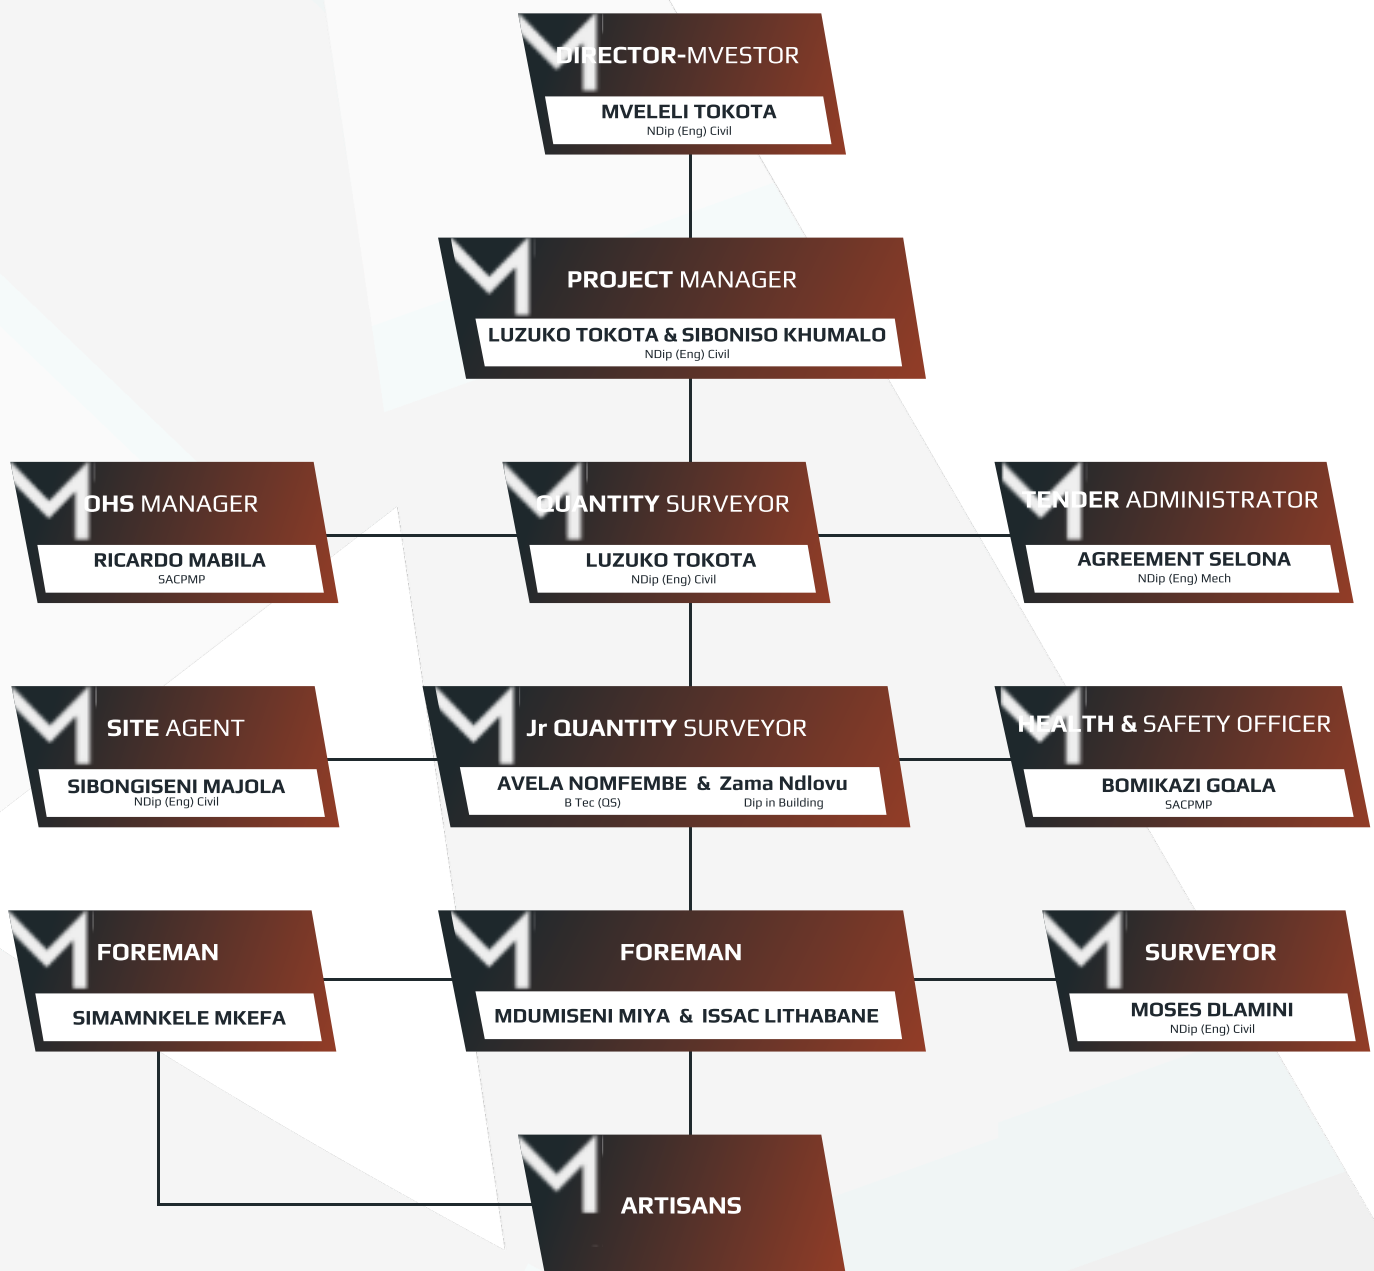 DIRECTOR-MVESTOR
MVELELI TOKOTA
NDip (Eng) Civil
PROJECT MANAGER
LUZUKO TOKOTA & SIBONISO KHUMALO
NDip (Eng) Civil
OHS MANAGER
RICARDO MABILA
SACPMP
QUANTITY SURVEYOR
LUZUKO TOKOTA
NDip (Eng) Civil
TENDER ADMINISTRATOR
AGREEMENT SELONA
NDip (Eng) Mech
SITE AGENT
SIBONGISENI MAJOLA
NDip (Eng) Civil
Jr QUANTITY SURVEYOR
AVELA NOMFEMBE & Zama Ndlovu
B Tec (QS) Dip in Building
HEALTH & SAFETY OFFICER
BOMIKAZI GQALA
SACPMP
FOREMAN
SIMAMNKELE MKEFA
FOREMAN
MDUMISENI MIYA & ISSAC LITHABANE
SURVEYOR
MOSES DLAMINI
NDip (Eng) Civil
ARTISANS